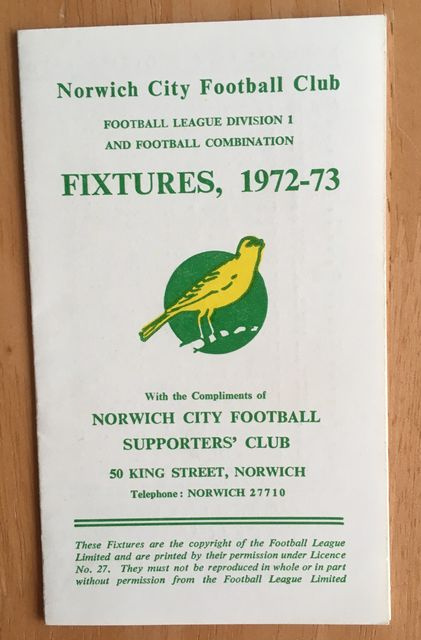 Norwich City Football Club
FOOTBALL LEAGUE DIVISION 1
AND FOOTBALL COMBINATION
FIXTURES, 1972-73
With the Compliments of
NORWICH CITY FOOTBALL
SUPPORTERS' CLUB
50 KING STREET, NORWICH
Telephone: NORWICH 27710
These Fixtures are the copyright of the Football League
Limited and are printed by their permission under Licence
No. 27. They must not be reproduced in whole or in part
without permission from the Football League Limited